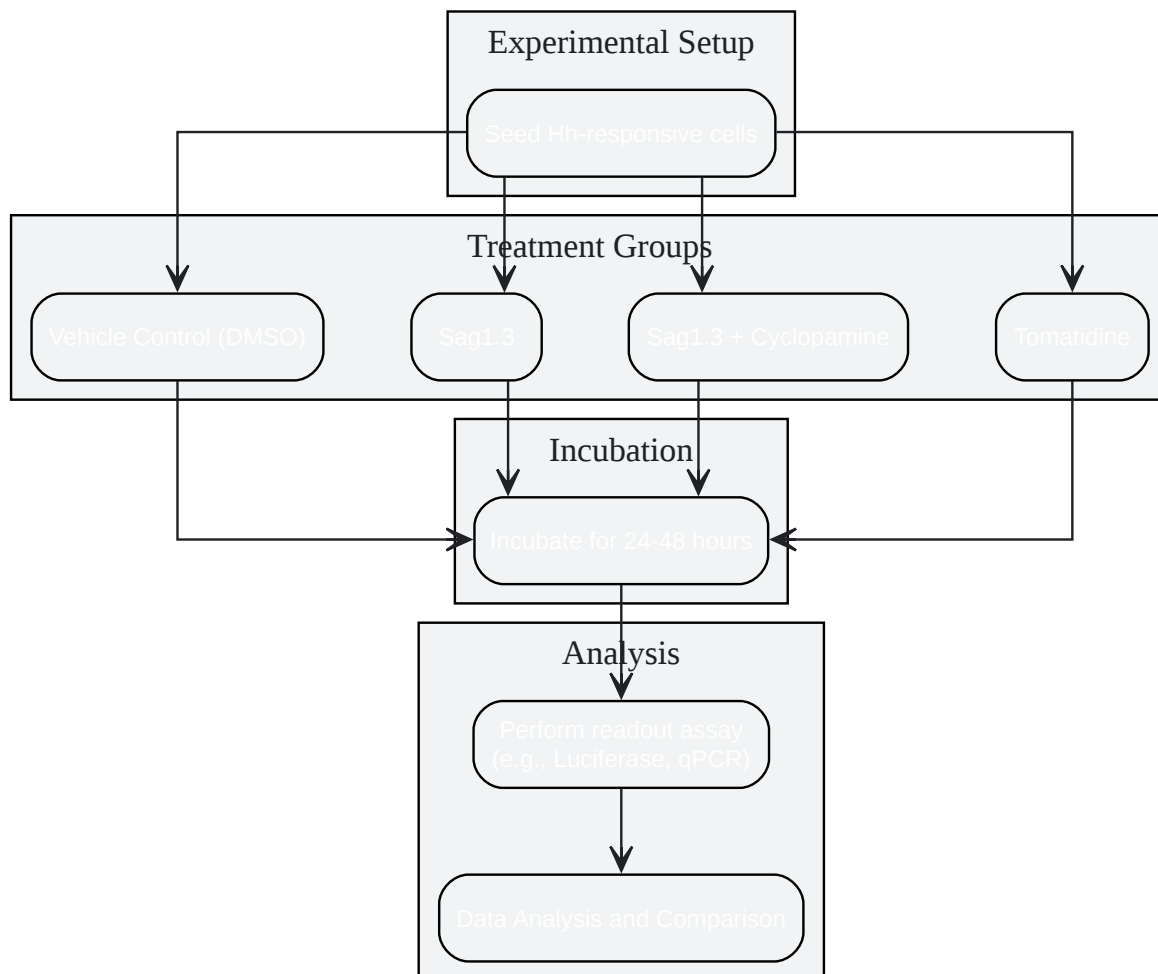 Experimental Setup
Seed Hh-responsive cells
Treatment Groups
Vehicle Control (DMSO)
Sag1.3
Sag1.3 + Cyclopamine
Tomatidine
Incubation
Incubate for 24-48 hours
Analysis
Perform readout assay
(e.g., Luciferase, qPCR)
Data Analysis and Comparison